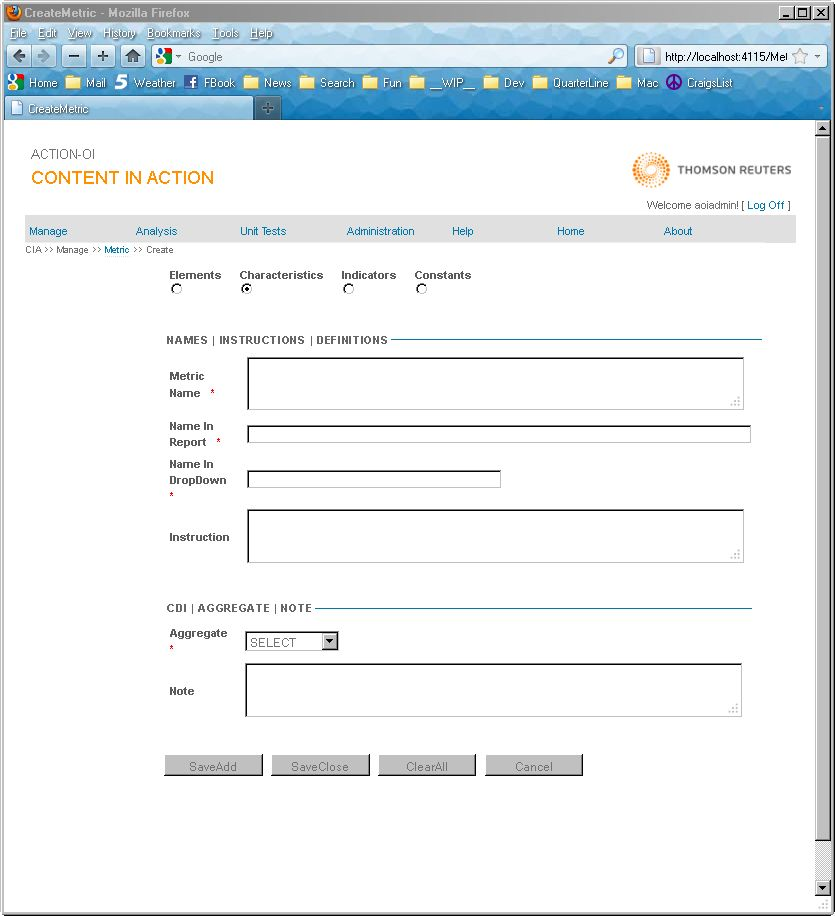 CreateMetric - Mozilla Firefox
File Edit View History Bookmarks Tools Help
Google http://localhost:4115/Met
Home Mail Weather FBook News Search Fun __WIP__ Dev QuarterLine Mac CraigsList
CreateMetric
ACTION-OI
CONTENT IN ACTION
THOMSON REUTERS
Welcome aoiadmin! [ Log Off ]
Manage Analysis Unit Tests Administration Help Home About
CIA >> Manage >> Metric >> Create
Elements Characteristics Indicators Constants
NAMES | INSTRUCTIONS | DEFINITIONS
Metric
Name *
Name In
Report *
Name In
DropDown
*
Instruction
CDI | AGGREGATE | NOTE
Aggregate
*
SELECT
Note
SaveAdd SaveClose ClearAll Cancel